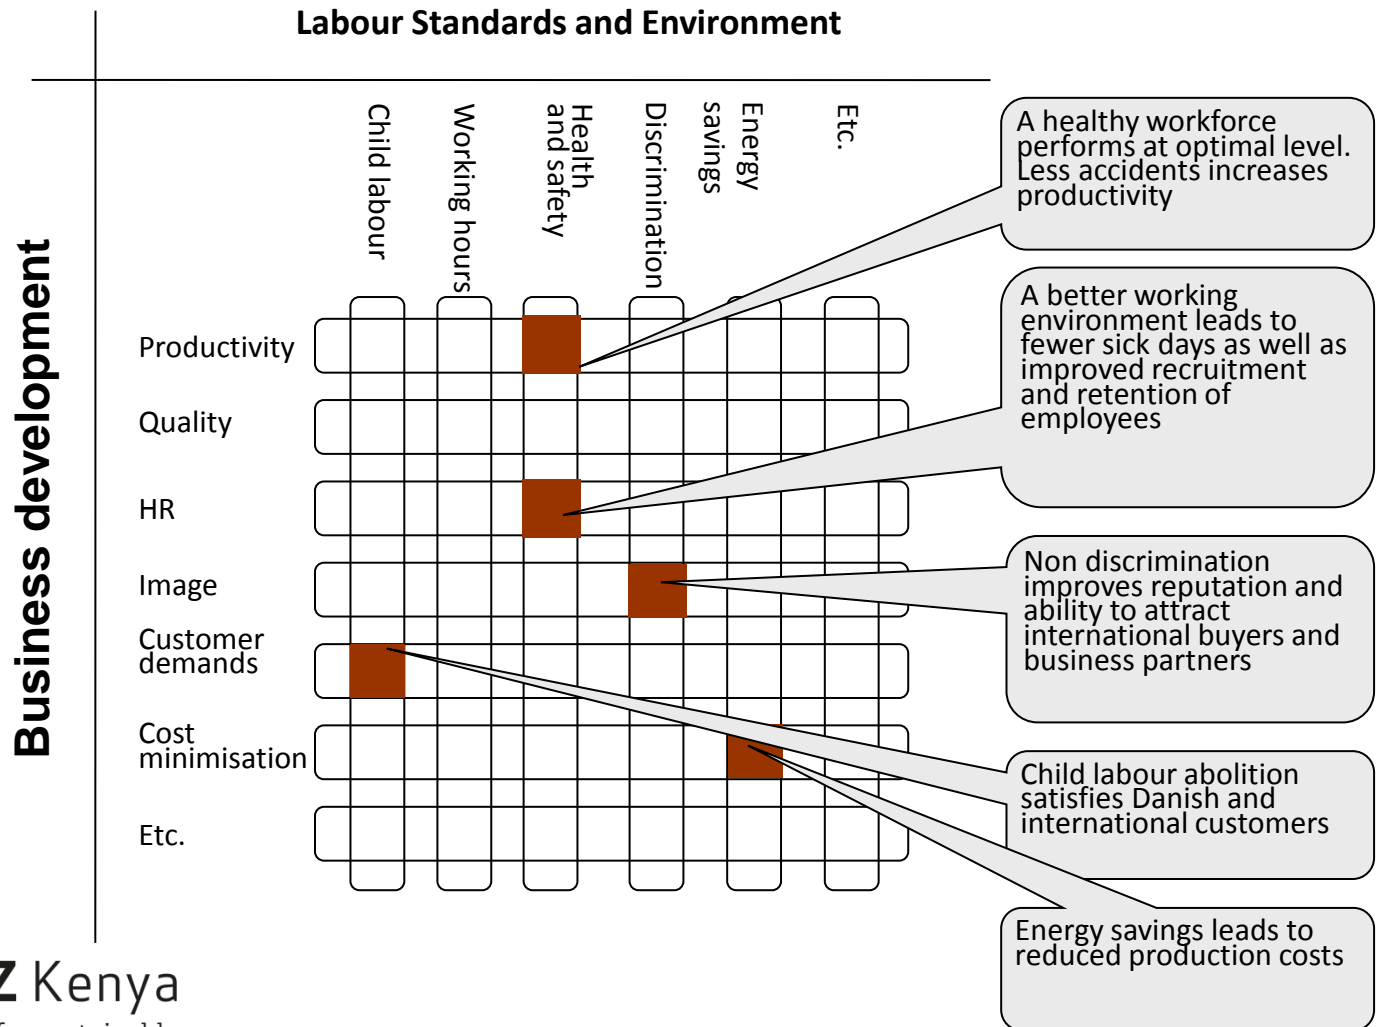 Labour Standards and Environment
Business development
Child labour
Working hours
Health
and safety
Discrimination
Energy
savings
Etc.
Productivity
Quality
HR
Image
Customer
demands
Cost
minimisation
Etc.
A healthy workforce
performs at optimal level.
Less accidents increases
productivity
A better working
environment leads to
fewer sick days as well as
improved recruitment
and retention of
employees
Non discrimination
improves reputation and
ability to attract
international buyers and
business partners
Child labour abolition
satisfies Danish and
international customers
Energy savings leads to
reduced production costs
Z Kenya